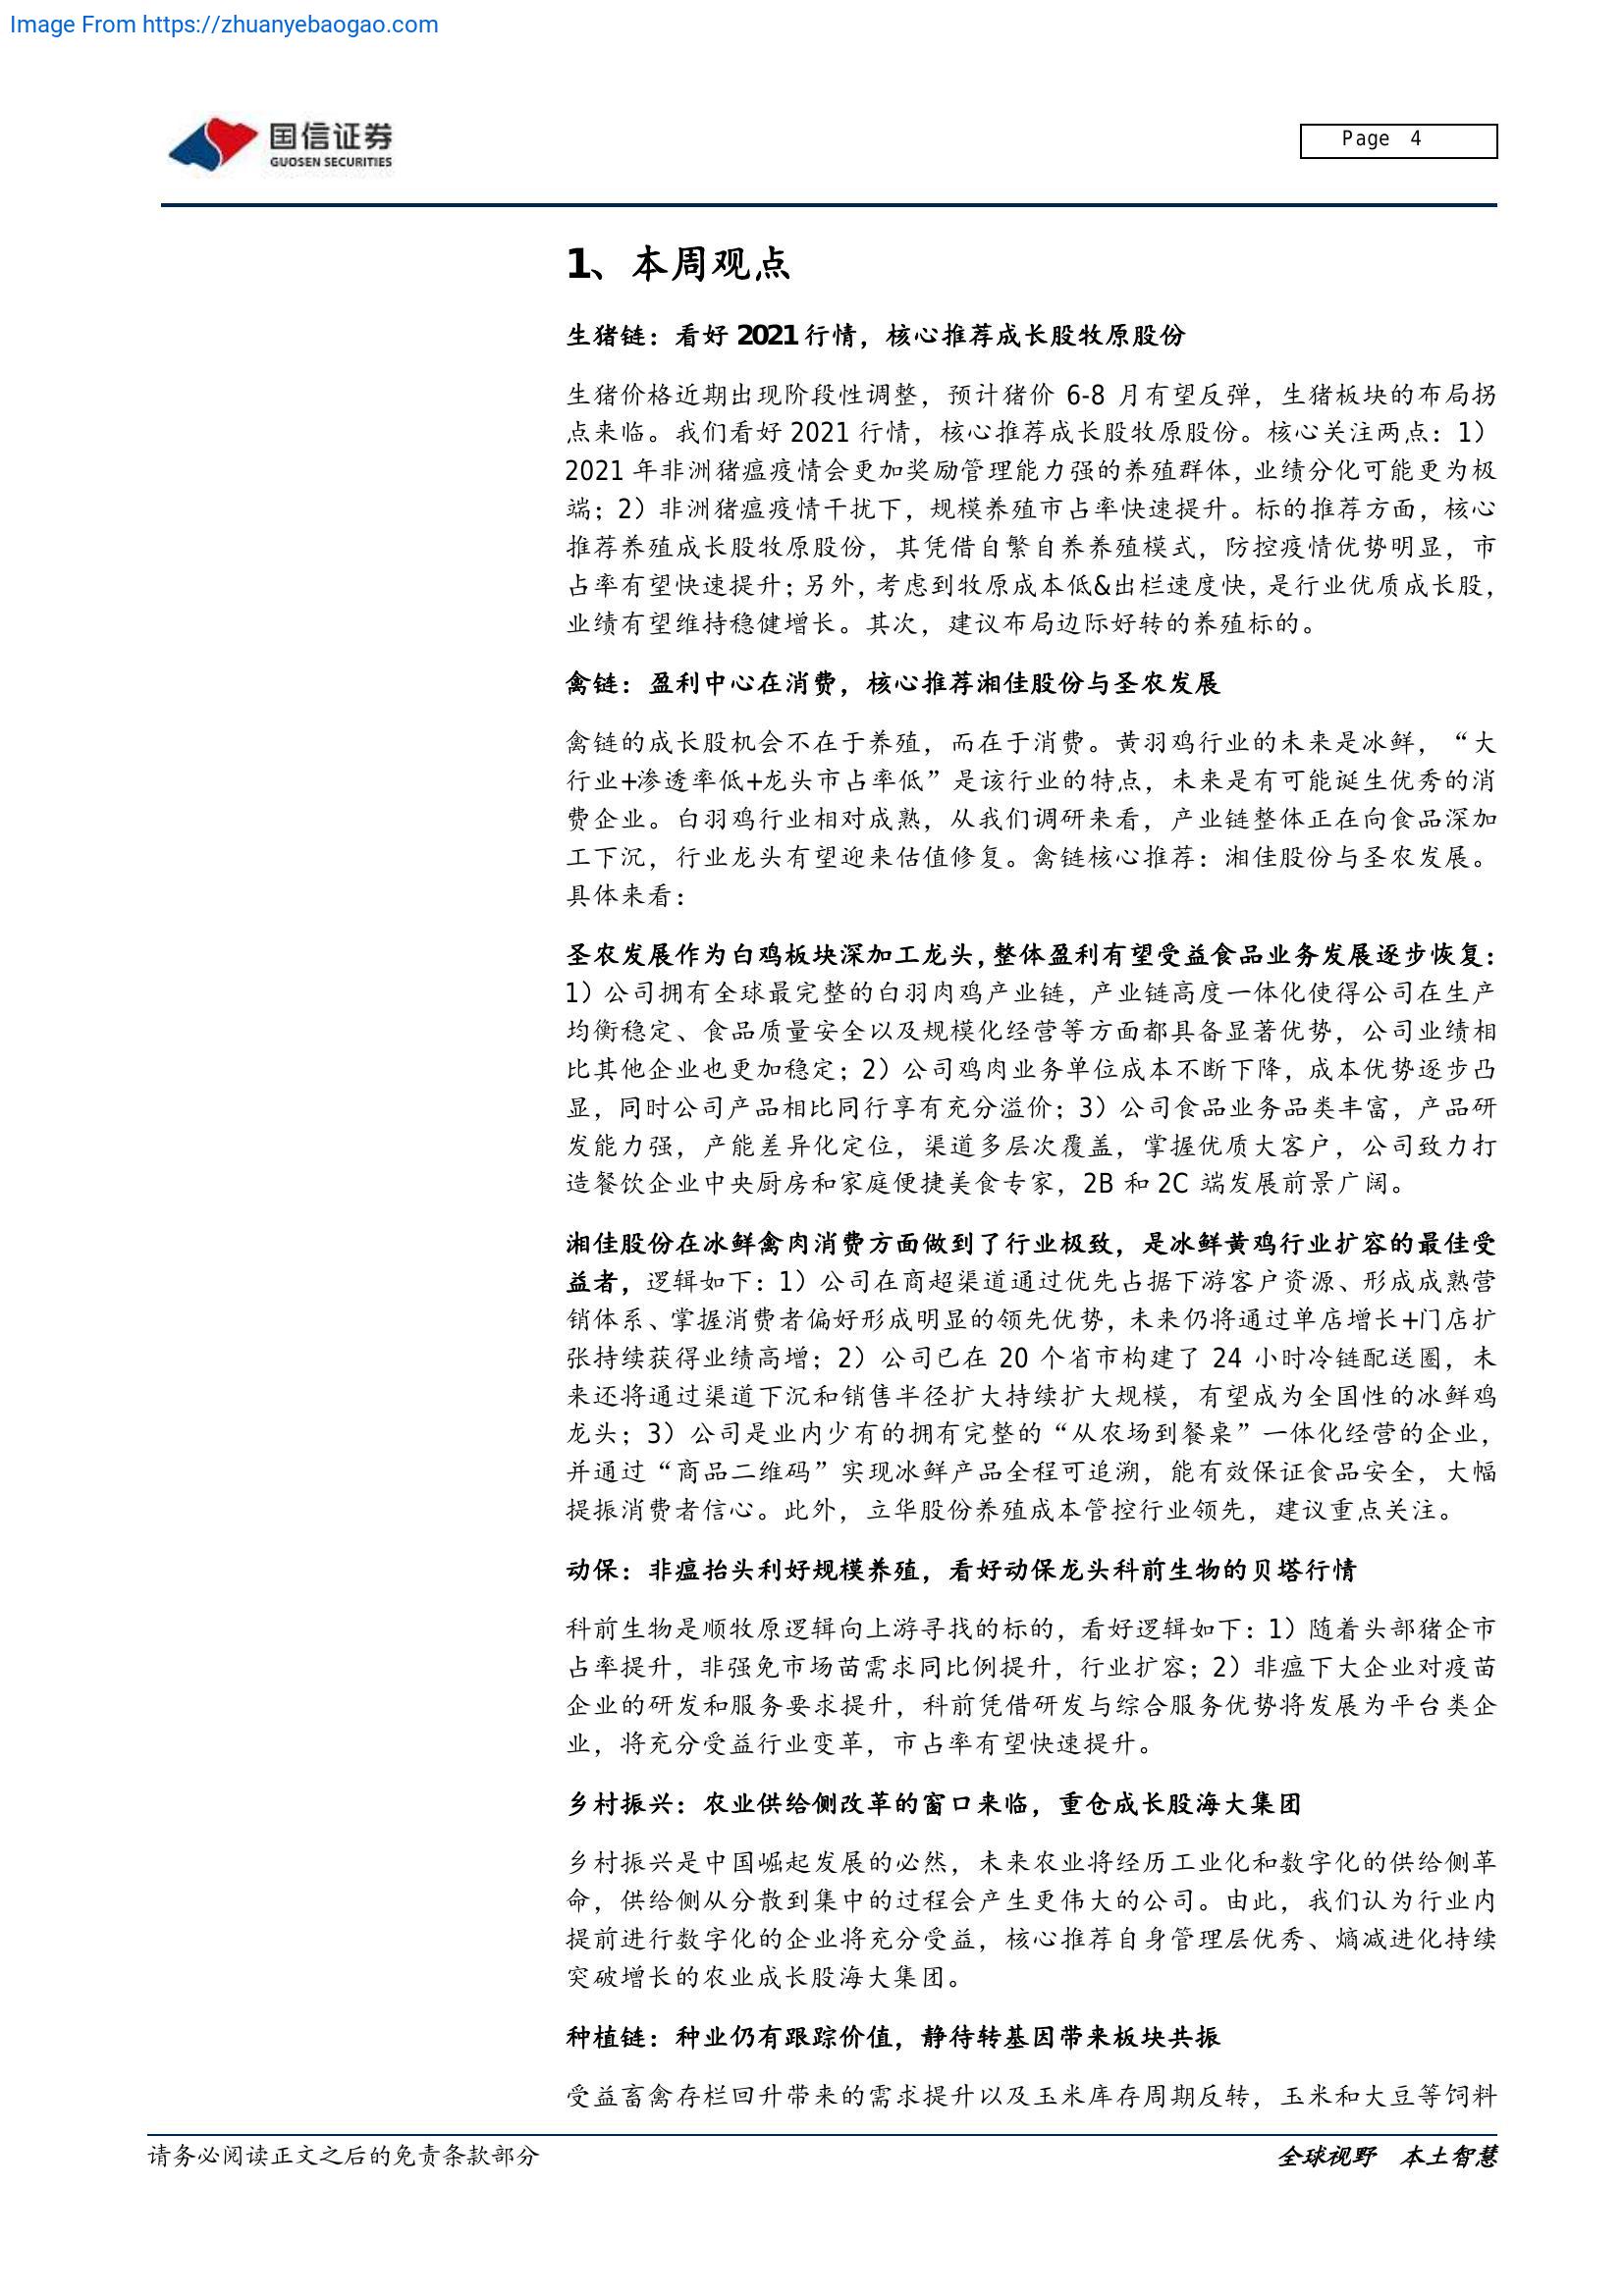 Image From https://zhuanyebaogao.com
国信证券
GUOSEN SECURITIES
Page 4
1、本周观点
生猪链：看好 2021 行情，核心推荐成长股牧原股份
生猪价格近期出现阶段性调整，预计猪价 6-8 月有望反弹，生猪板块的布局拐
点来临。我们看好 2021 行情，核心推荐成长股牧原股份。核心关注两点：1）
2021 年非洲猪瘟疫情会更加奖励管理能力强的养殖群体，业绩分化可能更为极
端；2）非洲猪瘟疫情干扰下，规模养殖市占率快速提升。标的推荐方面，核心
推荐养殖成长股牧原股份，其凭借自繁自养养殖模式，防控疫情优势明显，市
占率有望快速提升；另外，考虑到牧原成本低&出栏速度快，是行业优质成长股，
业绩有望维持稳健增长。其次，建议布局边际好转的养殖标的。
禽链：盈利中心在消费，核心推荐湘佳股份与圣农发展
禽链的成长股机会不在于养殖，而在于消费。黄羽鸡行业的未来是冰鲜，“大
行业+渗透率低+龙头市占率低”是该行业的特点，未来是有可能诞生优秀的消
费企业。白羽鸡行业相对成熟，从我们调研来看，产业链整体正在向食品深加
工下沉，行业龙头有望迎来估值修复。禽链核心推荐：湘佳股份与圣农发展。
具体来看：
圣农发展作为白鸡板块深加工龙头，整体盈利有望受益食品业务发展逐步恢复：
1）公司拥有全球最完整的白羽肉鸡产业链，产业链高度一体化使得公司在生产
均衡稳定、食品质量安全以及规模化经营等方面都具备显著优势，公司业绩相
比其他企业也更加稳定；2）公司鸡肉业务单位成本不断下降，成本优势逐步凸
显，同时公司产品相比同行享有充分溢价；3）公司食品业务品类丰富，产品研
发能力强，产能差异化定位，渠道多层次覆盖，掌握优质大客户，公司致力打
造餐饮企业中央厨房和家庭便捷美食专家，2B 和 2C 端发展前景广阔。
湘佳股份在冰鲜禽肉消费方面做到了行业极致，是冰鲜黄鸡行业扩容的最佳受
益者，逻辑如下：1）公司在商超渠道通过优先占据下游客户资源、形成成熟营
销体系、掌握消费者偏好形成明显的领先优势，未来仍将通过单店增长+门店扩
张持续获得业绩高增；2）公司已在 20 个省市构建了 24 小时冷链配送圈，未
来还将通过渠道下沉和销售半径扩大持续扩大规模，有望成为全国性的冰鲜鸡
龙头；3）公司是业内少有的拥有完整的“从农场到餐桌”一体化经营的企业，
并通过“商品二维码”实现冰鲜产品全程可追溯，能有效保证食品安全，大幅
提振消费者信心。此外，立华股份养殖成本管控行业领先，建议重点关注。
动保：非瘟抬头利好规模养殖，看好动保龙头科前生物的贝塔行情
科前生物是顺牧原逻辑向上游寻找的标的，看好逻辑如下：1）随着头部猪企市
占率提升，非强免市场苗需求同比例提升，行业扩容；2）非瘟下大企业对疫苗
企业的研发和服务要求提升，科前凭借研发与综合服务优势将发展为平台类企
业，将充分受益行业变革，市占率有望快速提升。
乡村振兴：农业供给侧改革的窗口来临，重仓成长股海大集团
乡村振兴是中国崛起发展的必然，未来农业将经历工业化和数字化的供给侧革
命，供给侧从分散到集中的过程会产生更伟大的公司。由此，我们认为行业内
提前进行数字化的企业将充分受益，核心推荐自身管理层优秀、熵减进化持续
突破增长的农业成长股海大集团。
种植链：种业仍有跟踪价值，静待转基因带来板块共振
受益畜禽存栏回升带来的需求提升以及玉米库存周期反转，玉米和大豆等饲料
请务必阅读正文之后的免责条款部分
全球视野 本土智慧